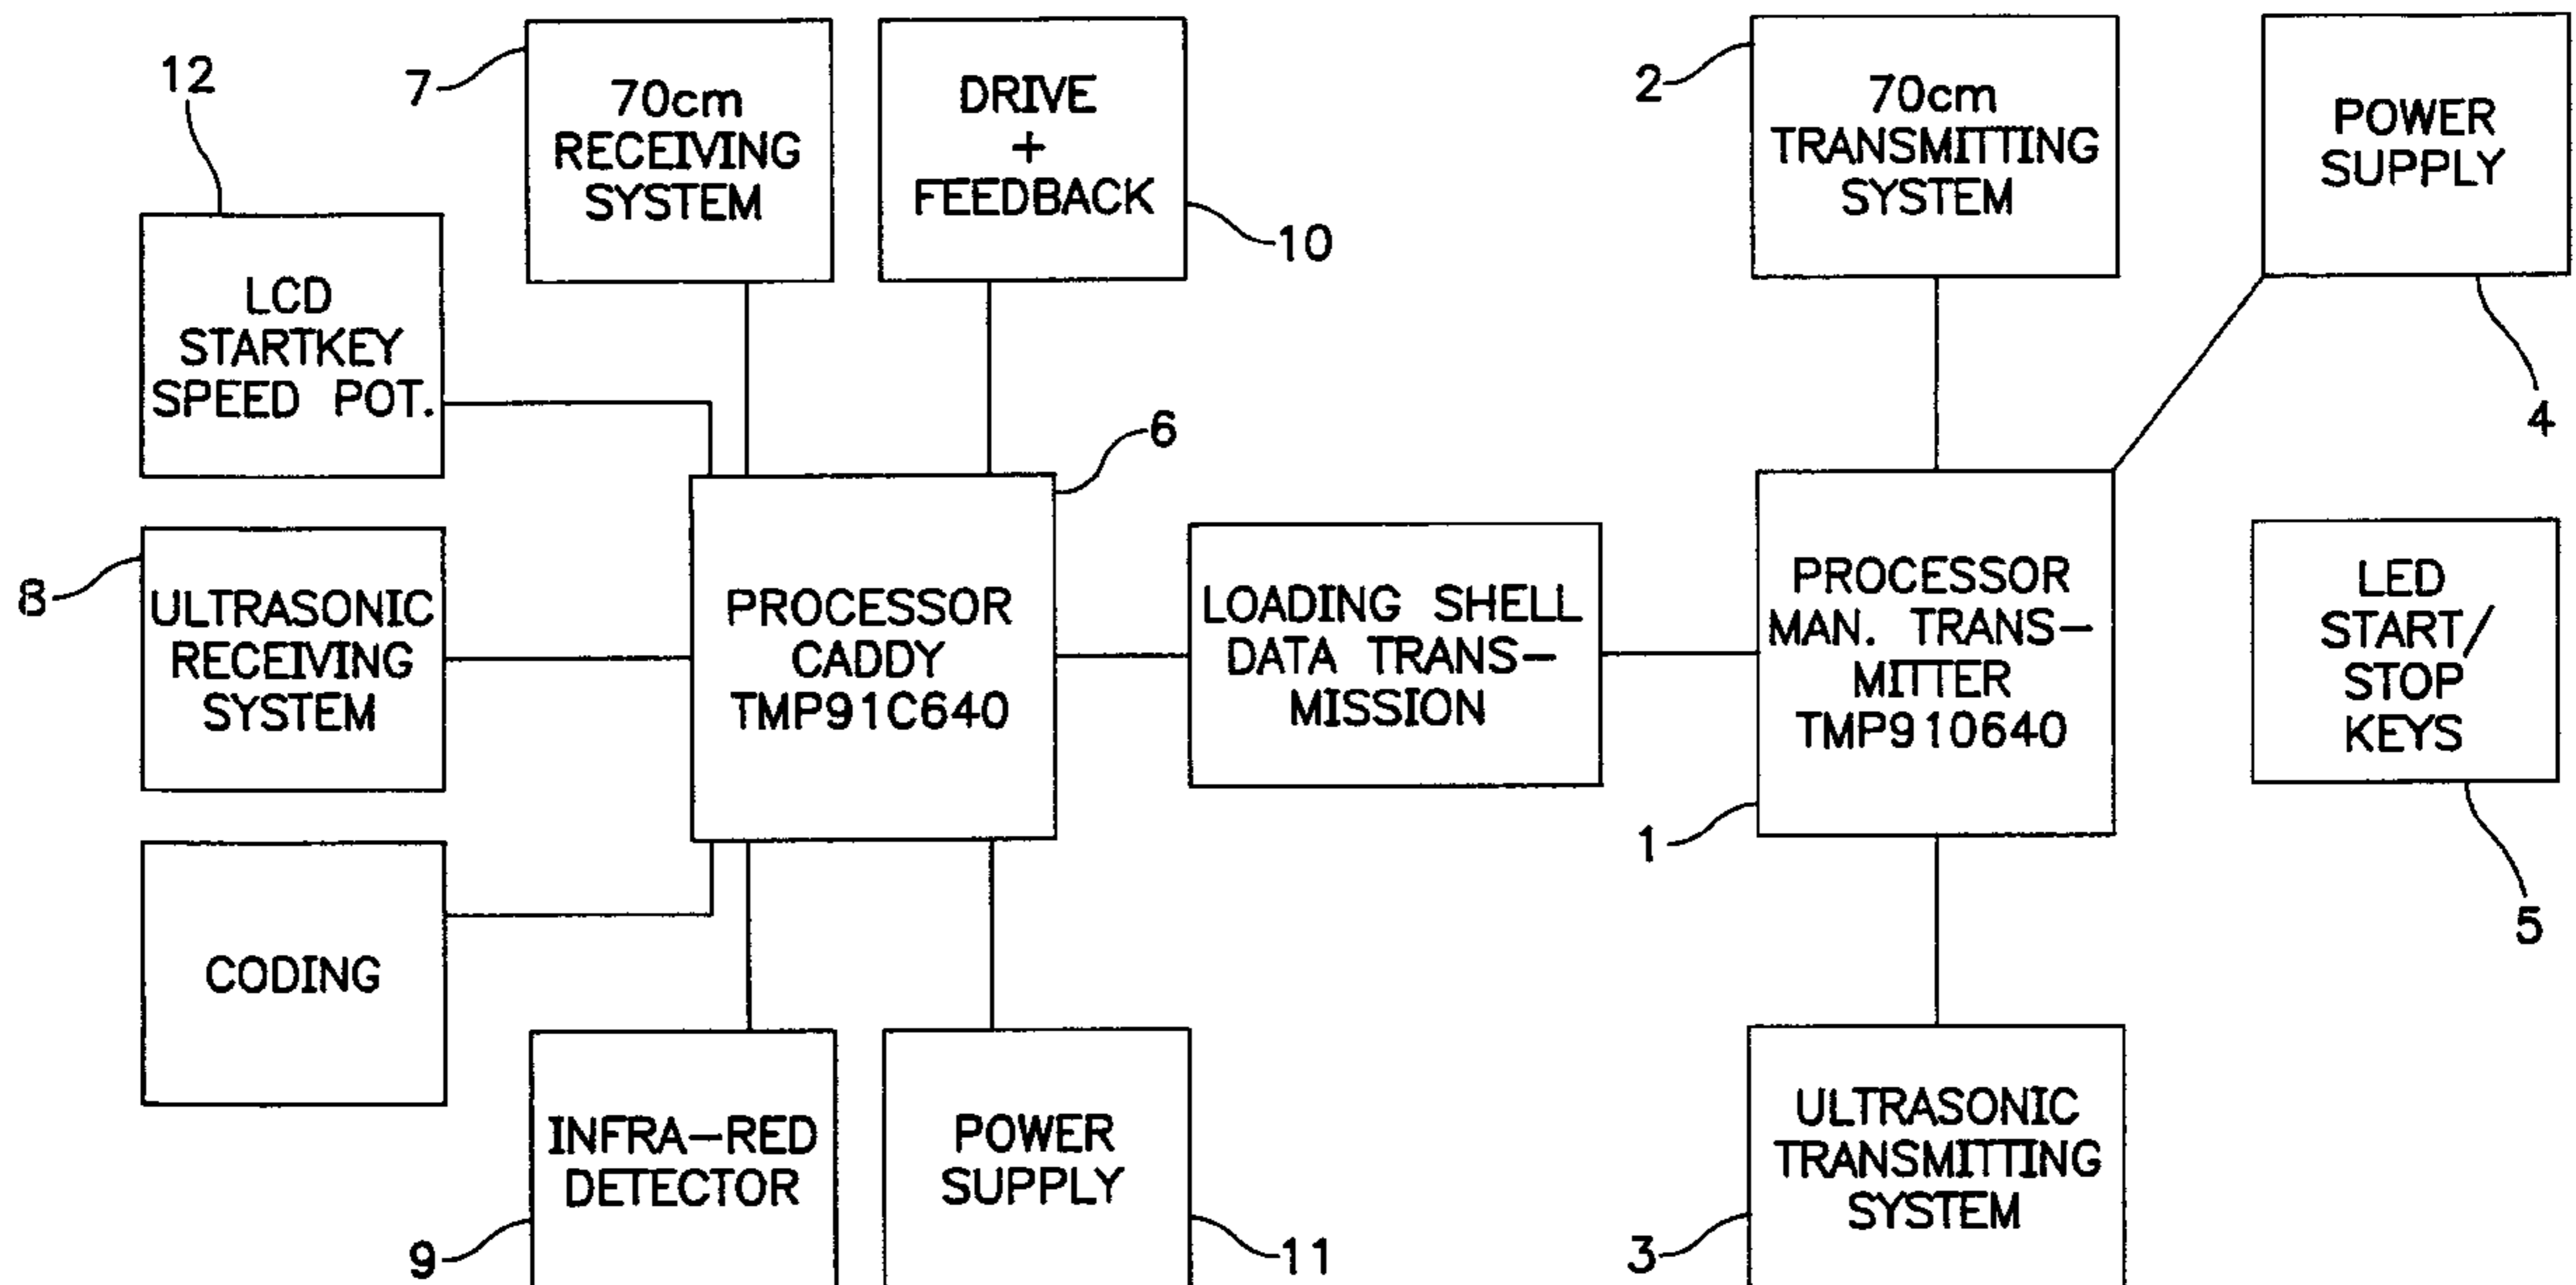 12
7
70cm
RECEIVING
SYSTEM
DRIVE
+
FEEDBACK
10
2
70cm
TRANSMITTING
SYSTEM
POWER
SUPPLY
4
LCD
STARTKEY
SPEED POT.
6
8
ULTRASONIC
RECEIVING
SYSTEM
PROCESSOR
CADDY
TMP91C640
LOADING SHELL
DATA TRANS-
MISSION
PROCESSOR
MAN. TRANS-
MITTER
TMP910640
1
LED
START/
STOP
KEYS
5
CODING
INFRA-RED
DETECTOR
9
POWER
SUPPLY
11
ULTRASONIC
TRANSMITTING
SYSTEM
3